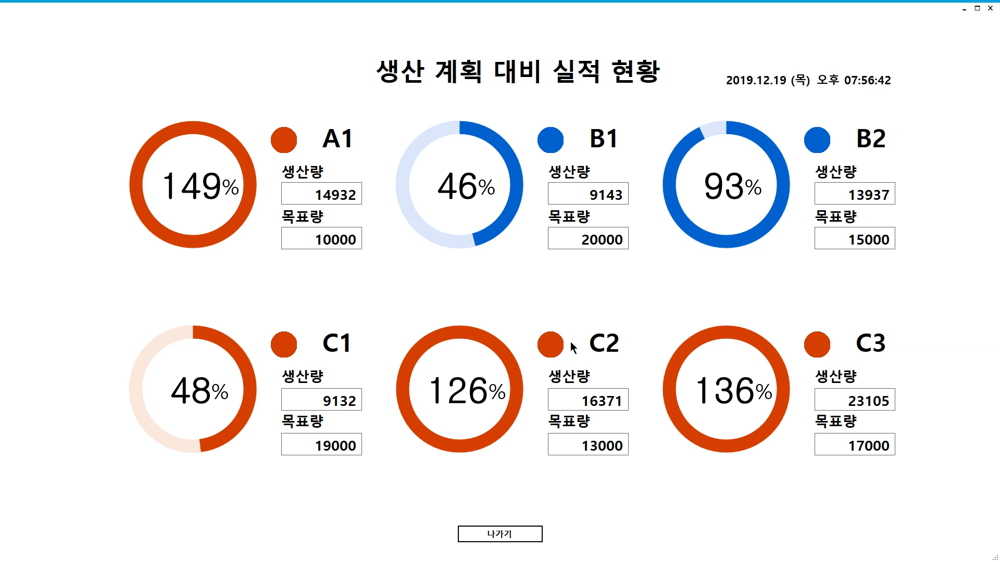 생산 계획 대비 실적 현황
2019.12.19 (목) 오후 07:56:42
149%
A1
생산량
14932
목표량
10000
46%
B1
생산량
9143
목표량
20000
93%
B2
생산량
13937
목표량
15000
48%
C1
생산량
9132
목표량
19000
126%
C2
생산량
16371
목표량
13000
136%
C3
생산량
23105
목표량
17000
나가기